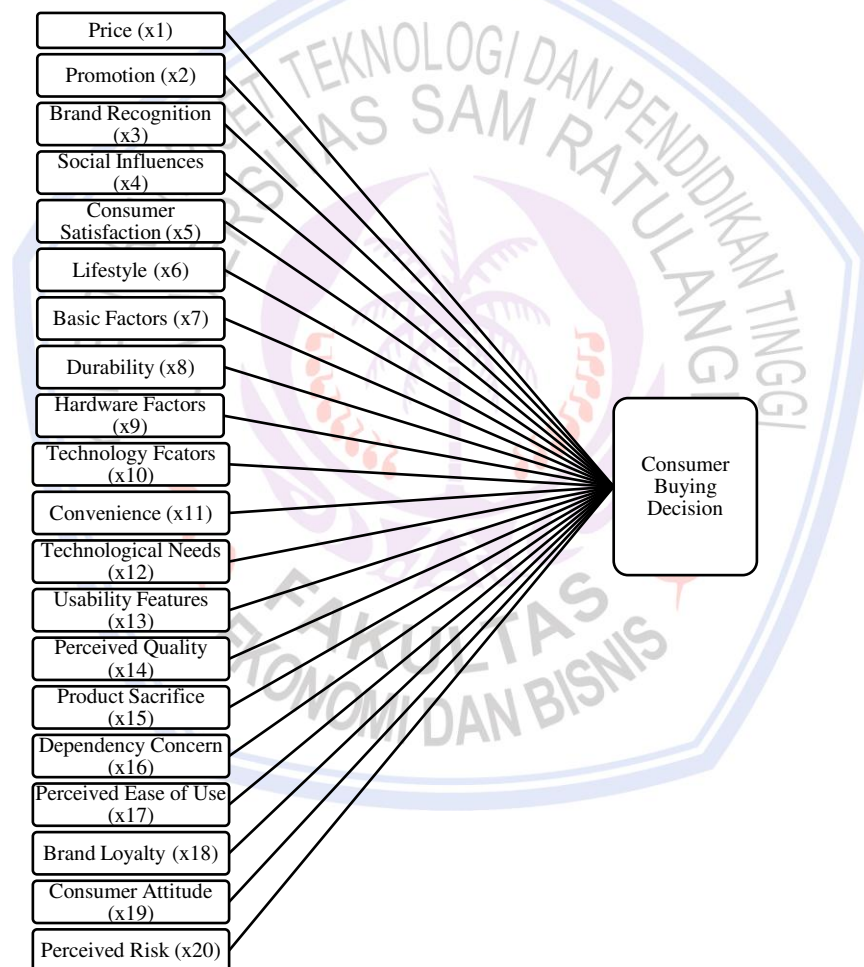 Price (x1)
Promotion (x2)
Brand Recognition
(x3)
Social Influences
(x4)
Consumer
Satisfaction (x5)
Lifestyle (x6)
Basic Factors (x7)
Durability (x8)
Hardware Factors
(x9)
Technology Fcators
(x10)
Convenience (x11)
Technological Needs
(x12)
Usability Features
(x13)
Perceived Quality
(x14)
Product Sacrifice
(x15)
Dependency Concern
(x16)
Perceived Ease of Use
(x17)
Brand Loyalty (x18)
Consumer Attitude
(x19)
Perceived Risk (x20)
Consumer
Buying
Decision
TEKNOLOGI DAN PENDIDIKAN TINGGI
SAM RATULANGI
FAKULTAS
EKONOMI DAN BISNIS